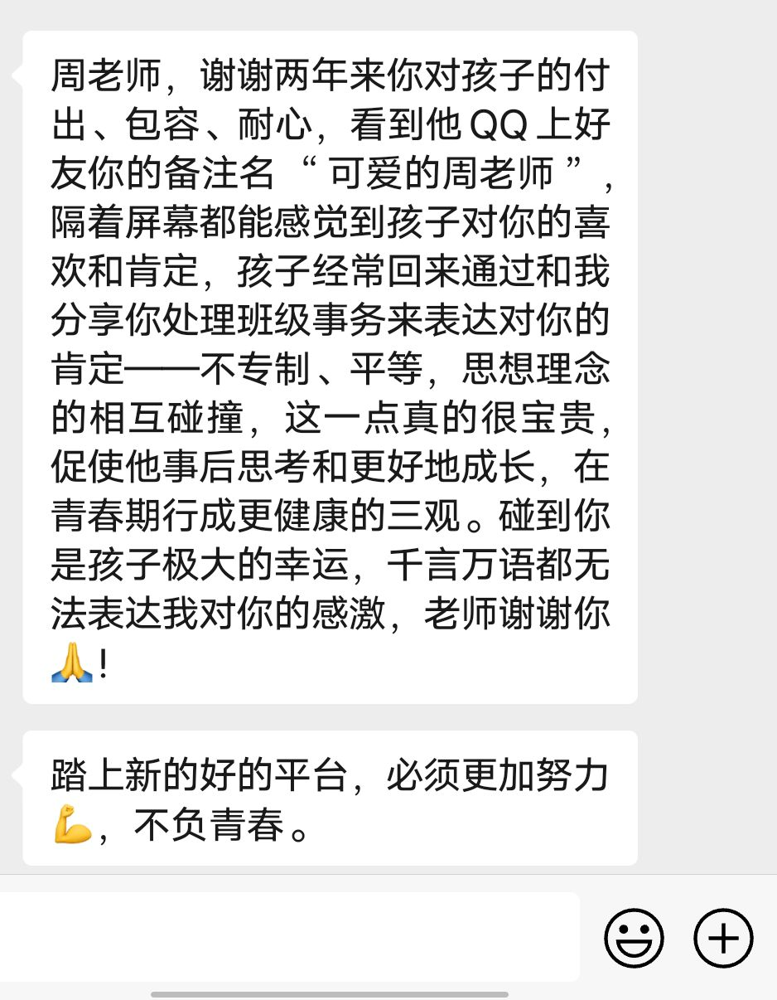 周老师，谢谢两年来你对孩子的付
出、包容、耐心，看到他QQ上好
友你的备注名“可爱的周老师”，
隔着屏幕都能感觉到孩子对你的喜
欢和肯定，孩子经常回来通过和我
分享你处理班级事务来表达对你的
肯定——不专制、平等，思想理念
的相互碰撞，这一点真的很宝贵，
促使他事后思考和更好地成长，在
青春期行成更健康的三观。碰到你
是孩子极大的幸运，千言万语都无
法表达我对你的感激，老师谢谢你
🙏！
踏上新的好的平台，必须更加努力
💪，不负青春。